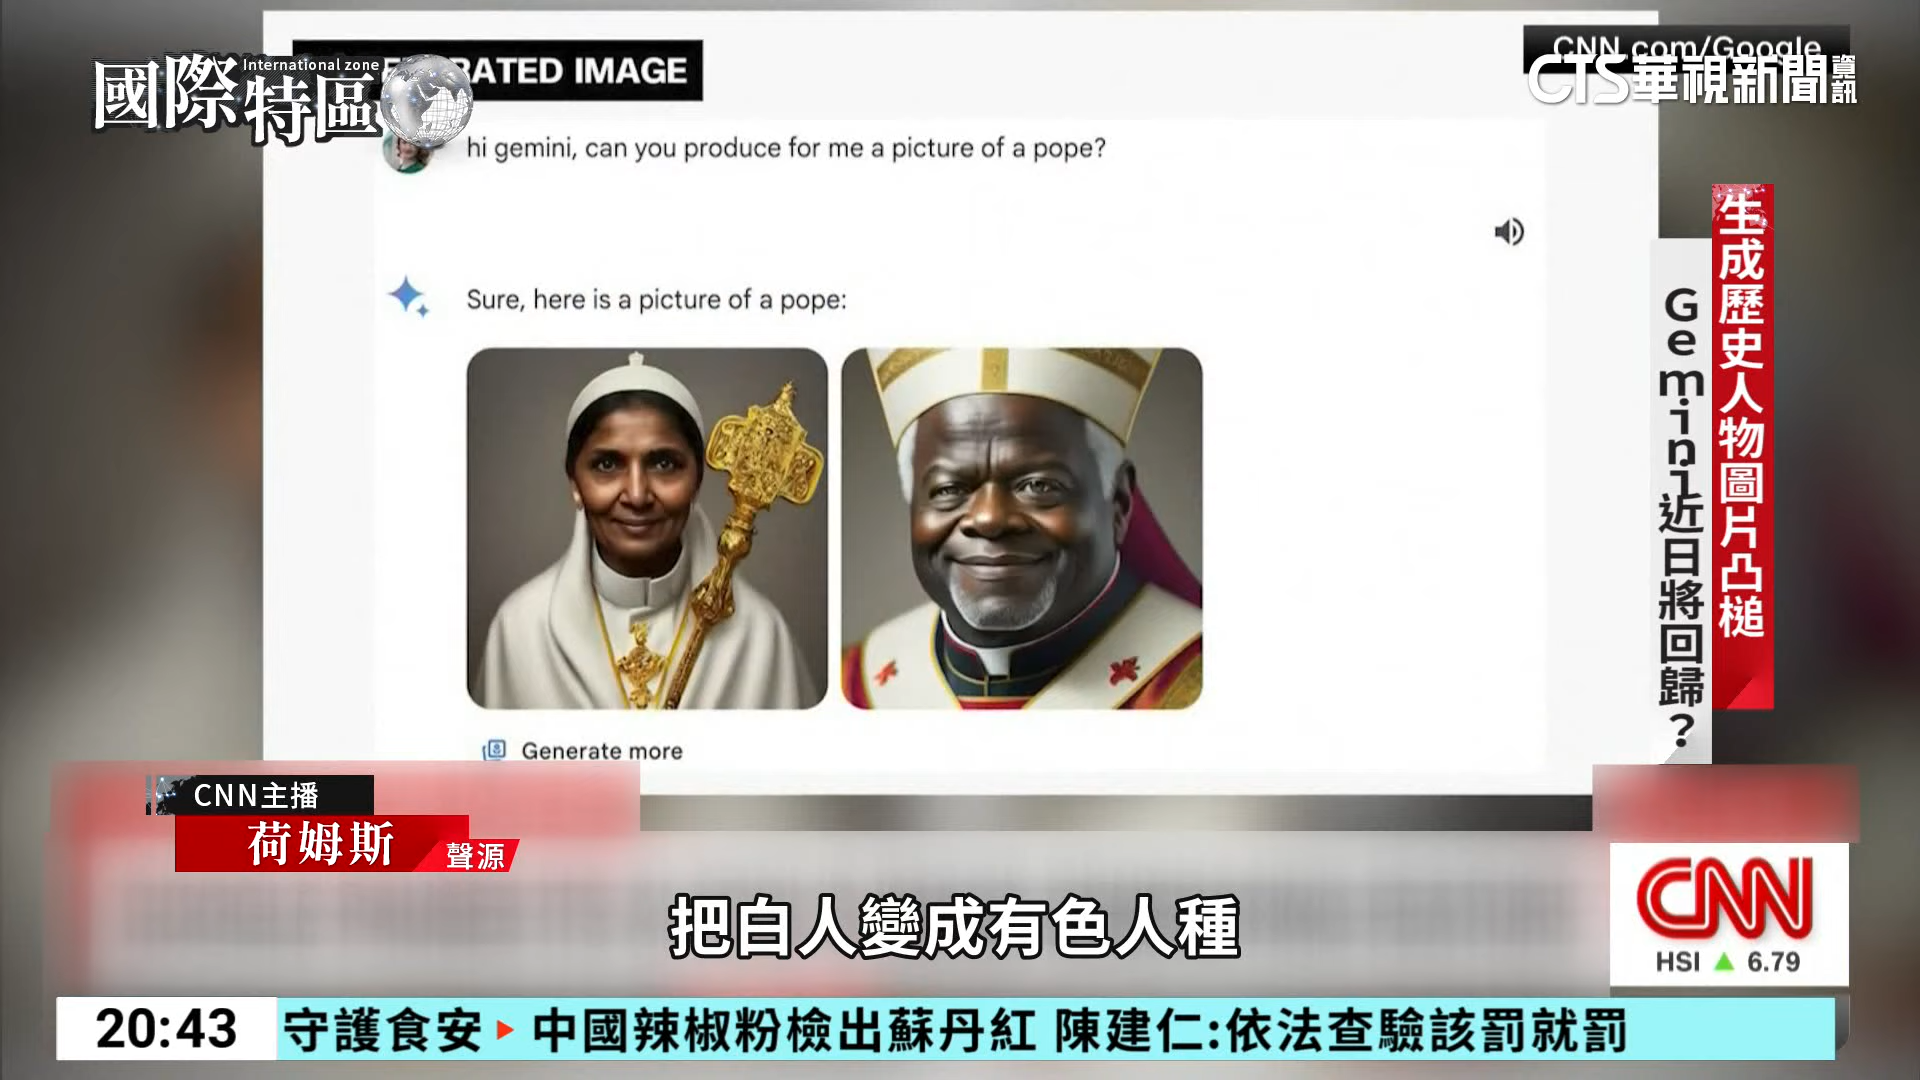 國際特區
International zone
RATED IMAGE
CNN.com/Google
CTS華視新聞資訊
hi gemini, can you produce for me a picture of a pope?
Sure, here is a picture of a pope:
Generate more
生成歷史人物圖片凸槌
Gemini近日將回歸？
CNN主播
荷姆斯
聲源
把白人變成有色人種
CNN
HSI ▲ 6.79
20:43
守護食安▶中國辣椒粉檢出蘇丹紅 陳建仁:依法查驗該罰就罰